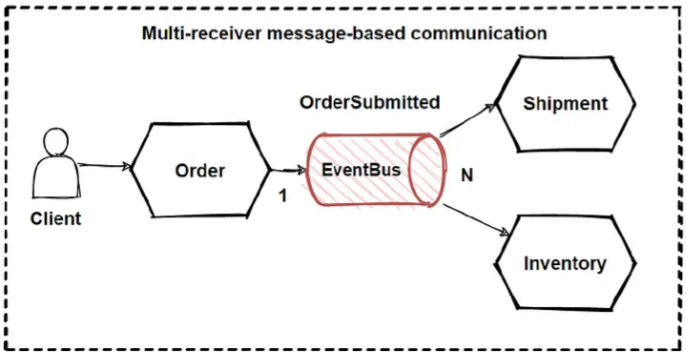 Multi-receiver message-based communication
OrderSubmitted
Shipment
Order
EventBus
1
N
Client
Inventory